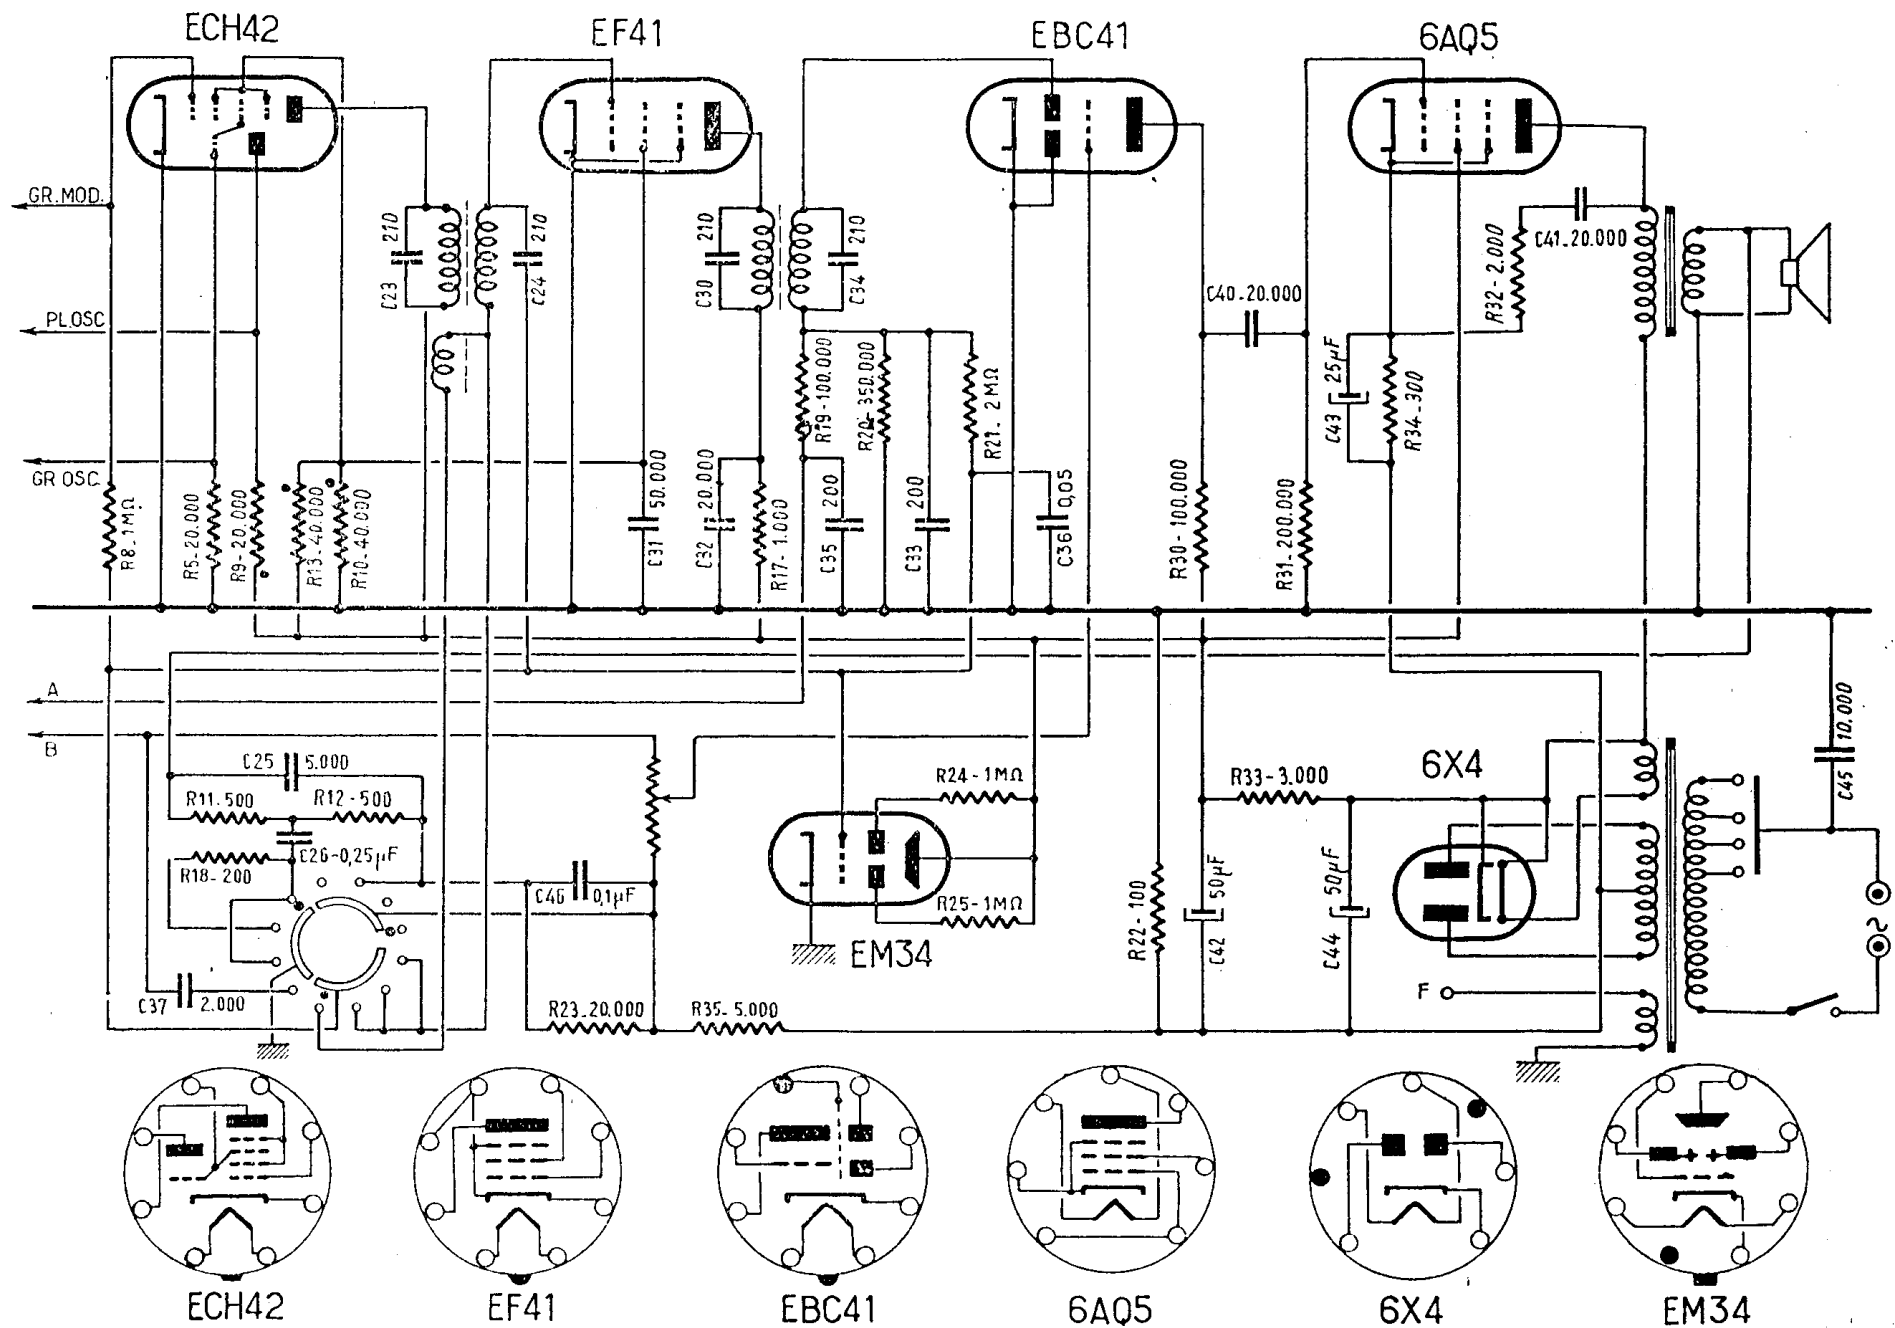 ECH42
EF41
EBC41
6AQ5
GR.MOD.
PL.OSC
GR OSC
C23
210
210
C24
C30
210
210
C34
C40-20.000
C41-20.000
R32-2.000
C43
25µF
R34-300
R19-100.000
R20-350.000
R21-2MΩ
R8-1MΩ
R5-20.000
R9-20.000
R13-40.000
R10-40.000
C31
50.000
C32
20.000
R17-1.000
C35
200
C33
200
C36
0,05
R30-100.000
R31-200.000
A
B
C25
5.000
R11-500
R12-500
C26-0,25µF
R18-200
C46
0,1µF
C37
2.000
R23-20.000
R35-5.000
R24-1MΩ
R25-1MΩ
EM34
R22-100
R33-3.000
C42
50µF
C44
50µF
6X4
F
C45
10.000
ECH42
EF41
EBC41
6AQ5
6X4
EM34